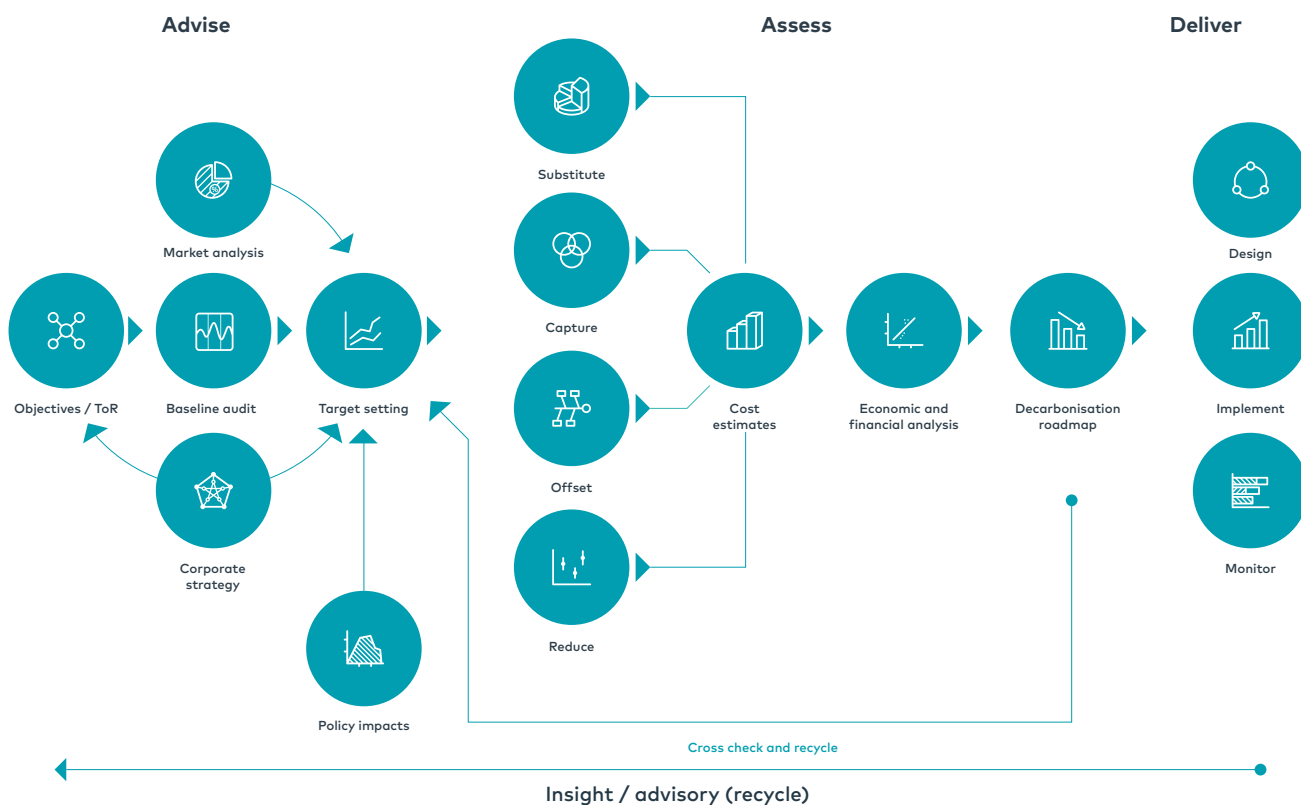 Advise
Assess
Deliver
Substitute
Market analysis
%
Design
Capture
Objectives / ToR
Baseline audit
Target setting
Cost
estimates
Economic and
financial analysis
Decarbonisation
roadmap
Implement
Offset
Corporate
strategy
Monitor
Reduce
Policy impacts
Cross check and recycle
Insight / advisory (recycle)